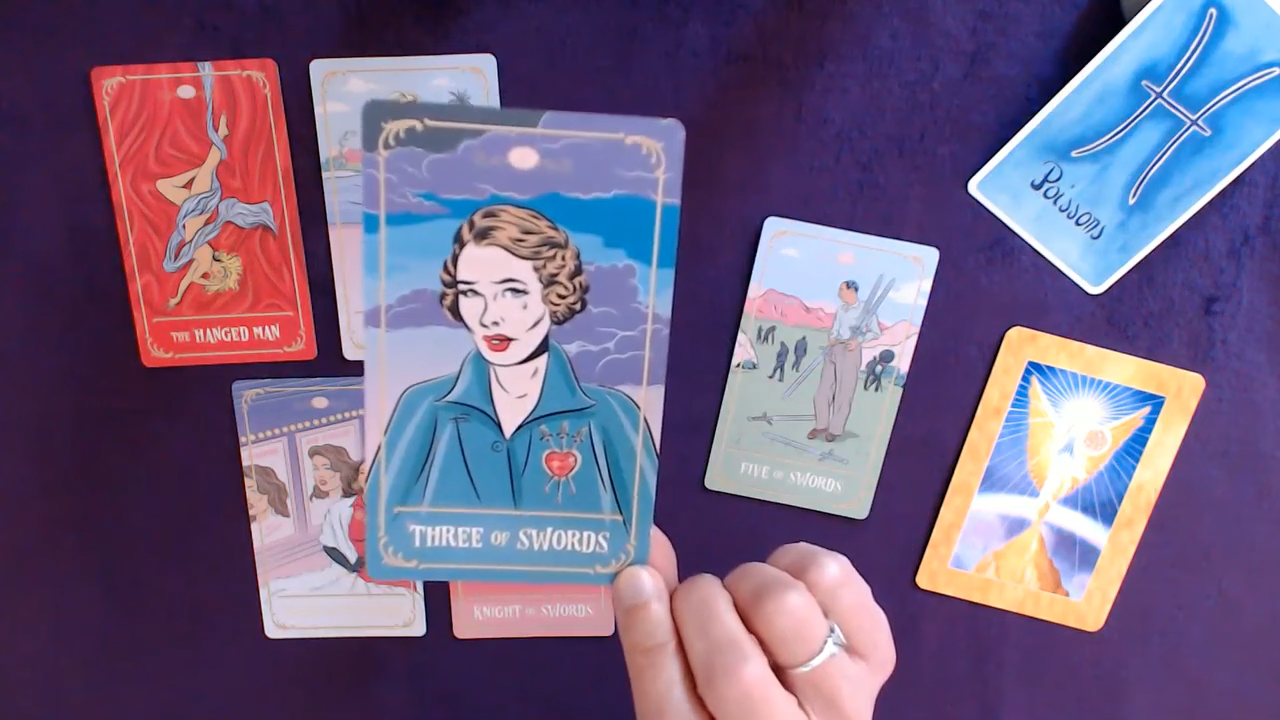 THE HANGED MAN
THREE OF SWORDS
KNIGHT OF SWORDS
FIVE OF SWORDS
Poissons